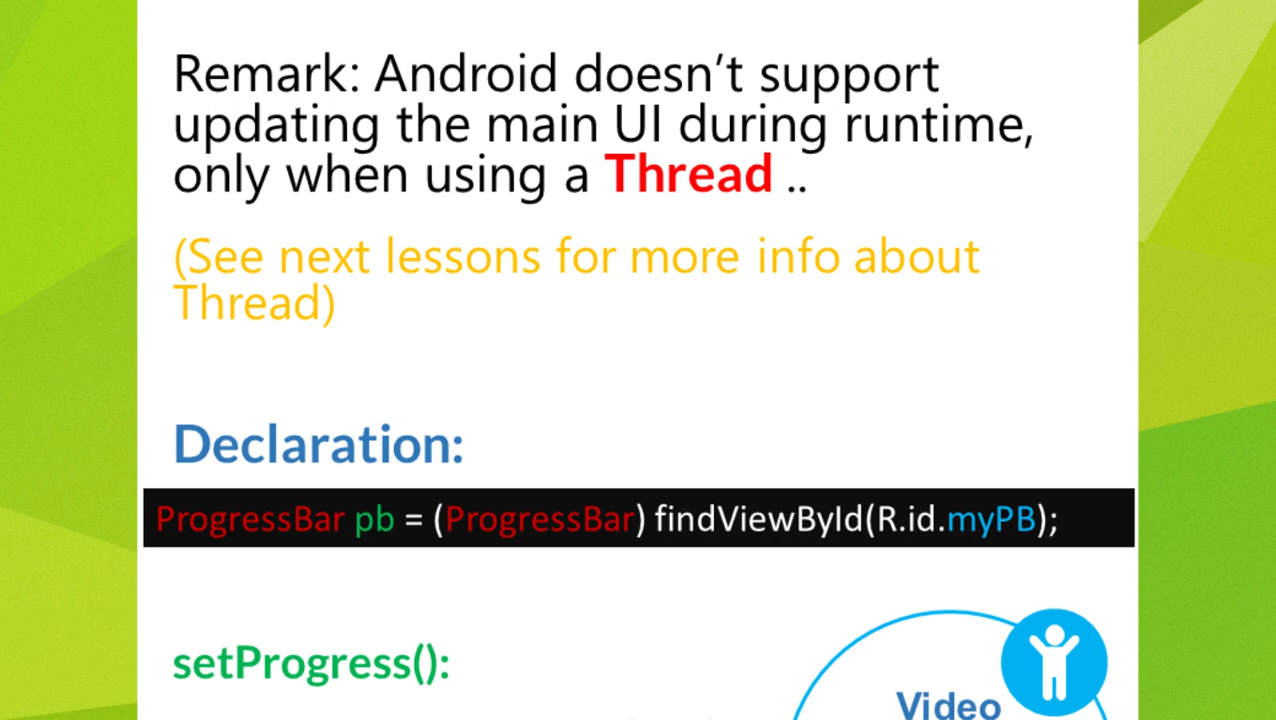 Remark: Android doesn’t support
updating the main UI during runtime,
only when using a Thread ..
(See next lessons for more info about
Thread)
Declaration:
ProgressBar pb = (ProgressBar) findViewById(R.id.myPB);
setProgress():
Video